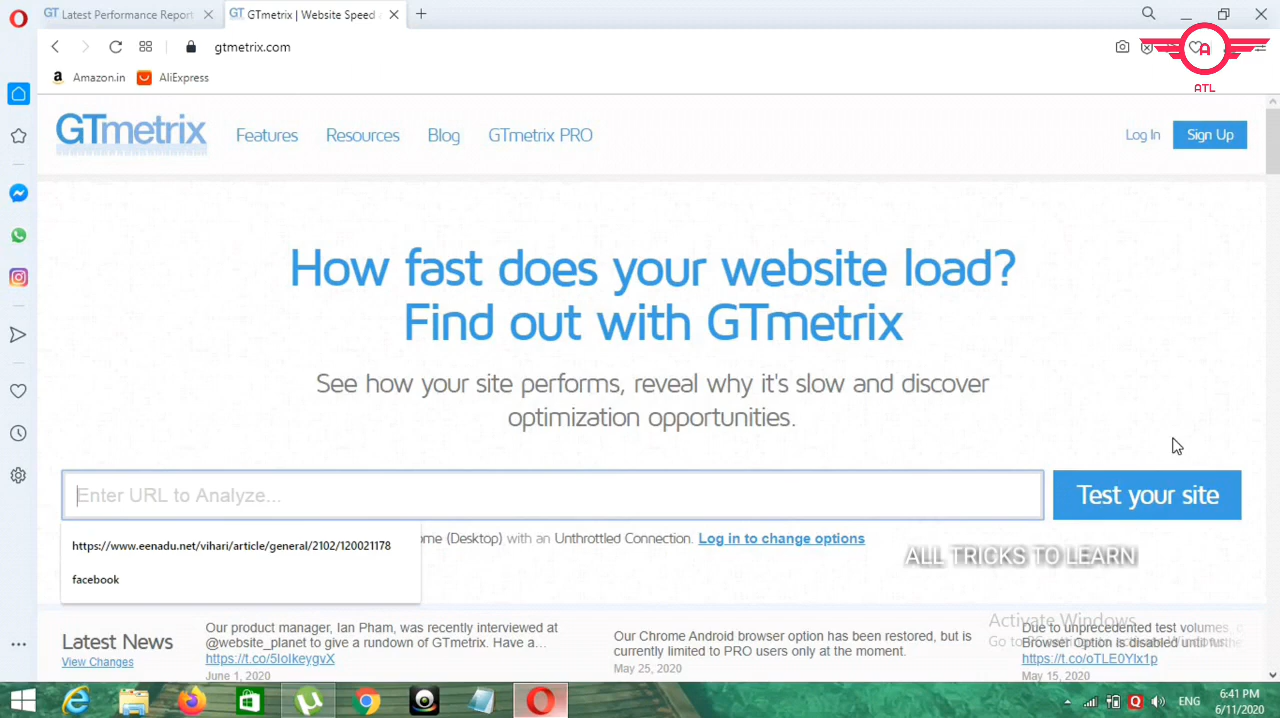 Latest Performance Report
GTmetrix | Website Speed
gtmetrix.com
Amazon.in
AliExpress
A
ATL
GTmetrix
Features
Resources
Blog
GTmetrix PRO
Log In
Sign Up
How fast does your website load?
Find out with GTmetrix
See how your site performs, reveal why it's slow and discover
optimization opportunities.
Enter URL to Analyze...
Test your site
https://www.eenadu.net/vihari/article/general/2102/120021178
facebook
(Desktop) with an Unthrottled Connection. Log in to change options
ALL TRICKS TO LEARN
Latest News
View Changes
Our product manager, Ian Pham, was recently interviewed at
@website_planet to give a rundown of GTmetrix. Have a...
https://t.co/5IolkeygvX
June 1, 2020
Our Chrome Android browser option has been restored, but is
currently limited to PRO users only at the moment.
May 25, 2020
Activate Windows
Due to unprecedented test volumes
Browser Option is disabled until
https://t.co/oTLE0Ylx1p
May 15, 2020
ENG
6:41 PM
6/11/2020